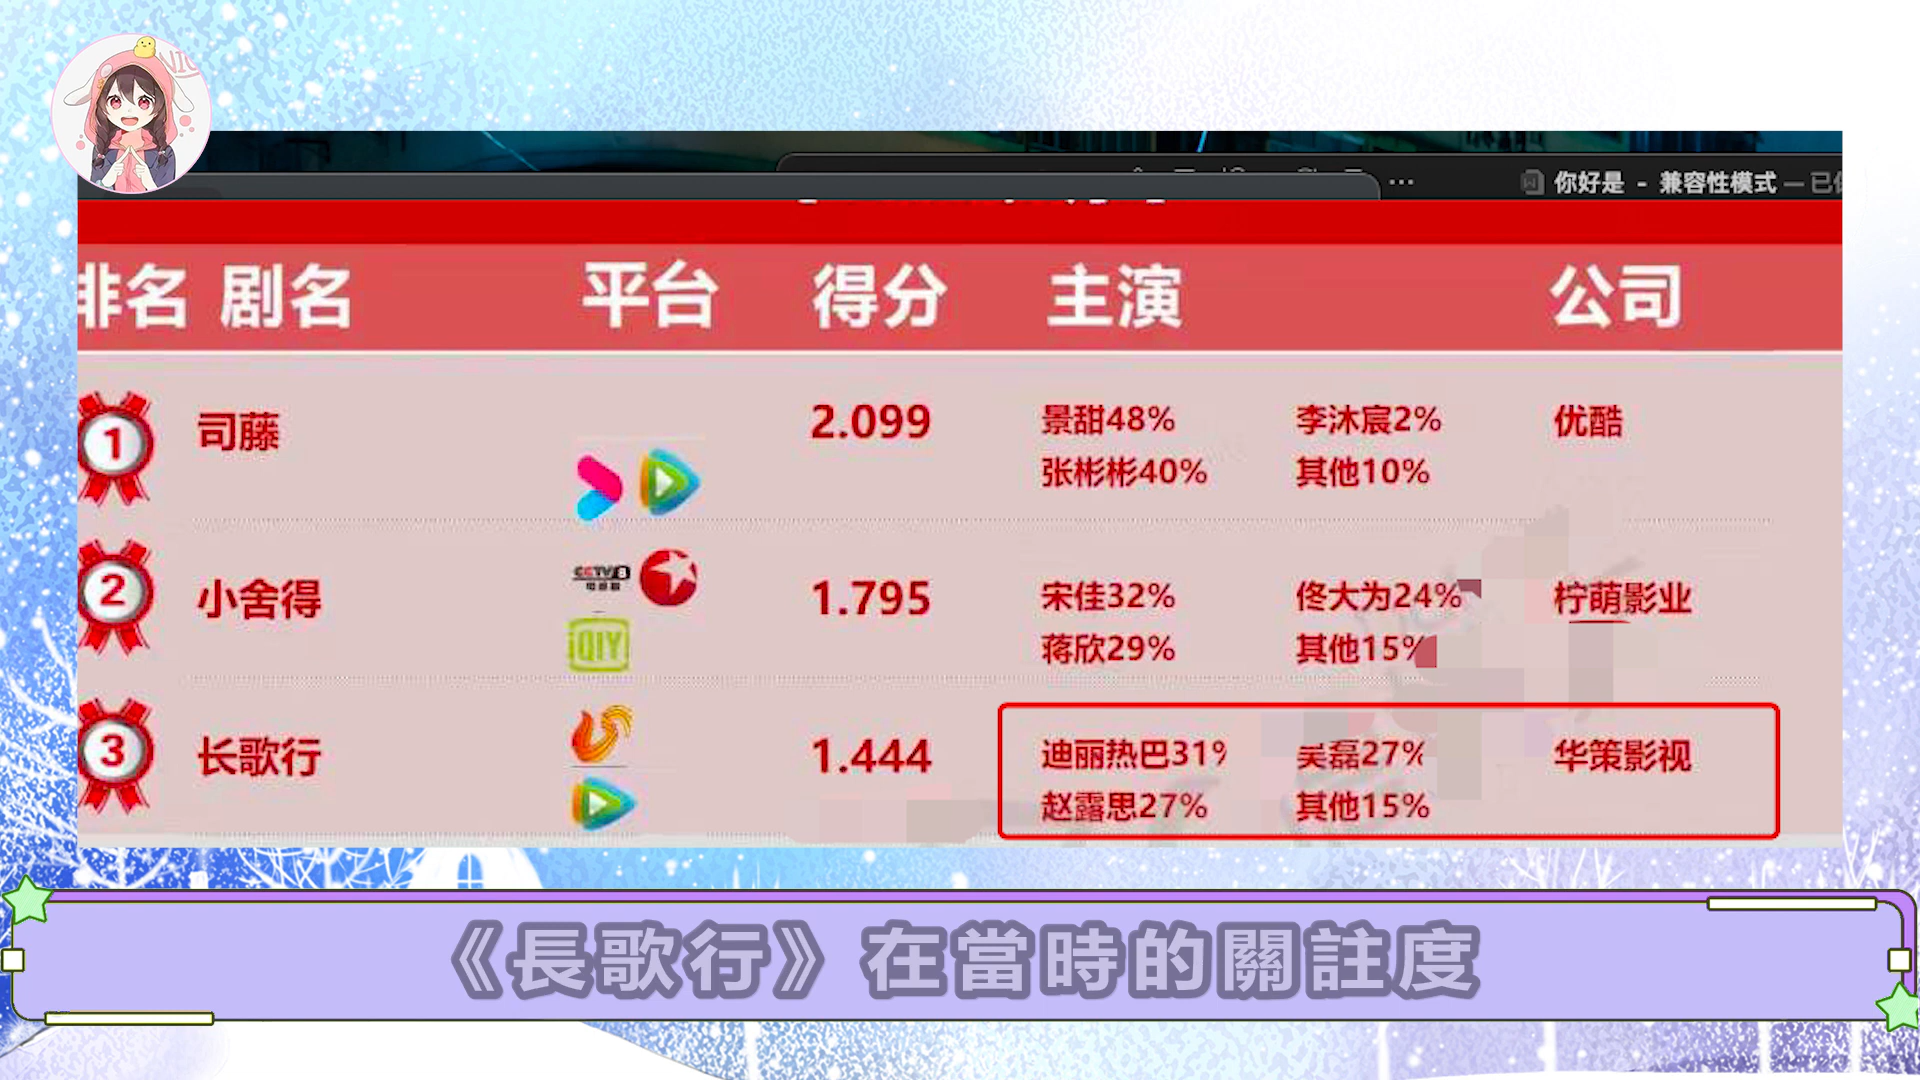 你好是 - 兼容性模式 — 已
排名 剧名 平台 得分 主演 公司
1 司藤 2.099 景甜48% 李沐宸2% 优酷
张彬彬40% 其他10%
2 小舍得 CCTV8 1.795 宋佳32% 佟大为24% 柠萌影业
QIY 蒋欣29% 其他15%
3 长歌行 1.444 迪丽热巴31% 吴磊27% 华策影视
赵露思27% 其他15%
《長歌行》在當時的關註度